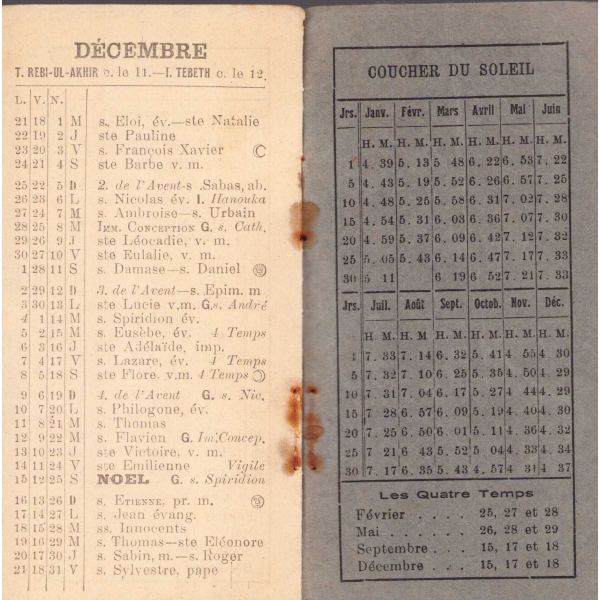 DÉCEMBRE
T. REBI-UL-AKHIR c. le 11.—I. TEBETH c. le 12.
L. V. N.
21 18 1 M s. Eloi, év.—ste Natalie
22 19 2 J ste Pauline
23 20 3 V s. François Xavier
24 21 4 S ste Barbe v. m.
25 22 5 D 2. de l'Avent-s .Sabas, ab.
26 23 6 L s. Nicolas év. I. Hanouka
27 24 7 M s. Ambroise—s. Urbain
28 25 8 M IMM. CONCEPTION G. s. Cath.
29 26 9 J ste Léocadie, v. m.
30 27 10 V ste Eulalie, v. m.
1 28 11 S s. Damase—s. Daniel
2 29 12 D 3. de l'Avent—s. Epim. m
3 30 13 L ste Lucie v.m. G.s. André
4 1 14 M s. Spiridion év.
5 2 15 M s. Eusèbe, év. 4 Temps
6 3 16 J ste Adélaïde, imp.
7 4 17 V s. Lazare, év. 4 Temps
8 5 18 S ste Flore. v.m. 4 Temps
9 6 19 D 4. de l'Avent G. s. Nic.
10 7 20 L s. Philogone, év.
11 8 21 M s. Thomas
12 9 22 M s. Flavien G. Im. Concep.
13 10 23 J ste Victoire, v. m.
14 11 24 V ste Emilienne Vigile
15 12 25 S NOEL G. s. Spiridion
16 13 26 D s. ETIENNE, pr. m.
17 14 27 L s. Jean évang.
18 15 28 M ss. Innocents
19 16 29 M s. Thomas—ste Eléonore
20 17 30 J s. Sabin, m.—s. Roger
21 18 31 V s. Sylvestre, pape
COUCHER DU SOLEIL
Jrs. Janv. Févr. Mars Avril Mai Juin
H. M. H. M. H. M. H. M. H. M. H. M.
1 4. 39 5. 13 5 48 6. 22 6. 53 7. 22
5 4. 43 5. 19 5. 52 6. 26 6. 57 7. 25
10 4. 48 5. 25 5. 58 6. 31 7. 02 7. 28
15 4. 54 5. 31 6. 03 6. 36 7. 07 7. 30
20 4. 59 5. 37 6. 09 6. 42 7. 12 7. 32
25 5. 05 5. 43 6. 14 6. 47 7. 17 7. 33
30 5 11 6 19 6 52 7. 21 7. 33
Jrs. Juil. Août Sept. Octob. Nov. Déc.
H. M. H. M H. M. H. M. H. M. H. M.
1 7. 33 7. 14 6. 32 5. 41 4 55 4. 30
5 7. 32 7. 10 6. 25 5. 35 4. 50 4. 29
10 7. 31 7. 04 6. 17 5. 27 4 44 4. 29
15 7. 28 6. 57 6. 09 5. 19 4. 40 4. 30
20 7. 25 6. 50 6. 01 5. 11 4. 36 4. 32
25 7. 21 6 43 5. 52 5 04 4. 33 4. 34
30 7. 17 6. 35 5. 43 4. 57 4 31 4. 37
Les Quatre Temps
Février . . . . 25, 27 et 28
Mai . . . . . 26, 28 et 29
Septembre . . . 15, 17 et 18
Décembre . . . 15, 17 et 18